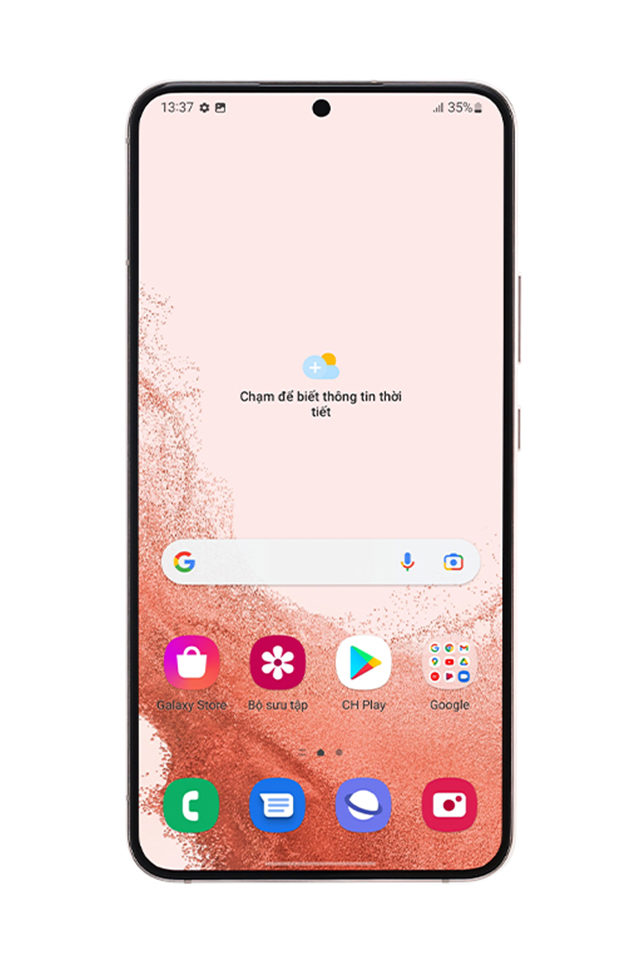 13:37
35%
Chạm để biết thông tin thời
tiết
Galaxy Store
Bộ sưu tập
CH Play
Google